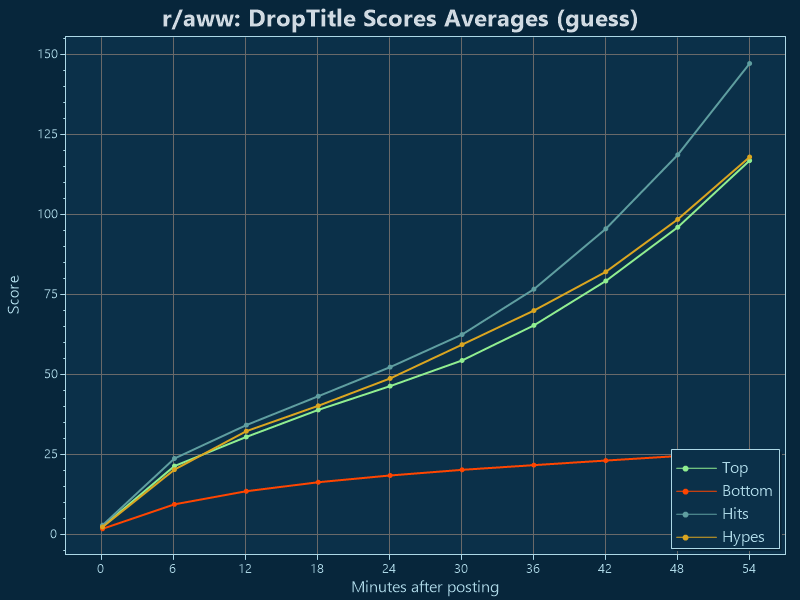 r/aww: DropTitle Scores Averages (guess)
150
125
100
75
50
25
0
Score
Top
Bottom
Hits
Hypes
0 6 12 18 24 30 36 42 48 54
Minutes after posting